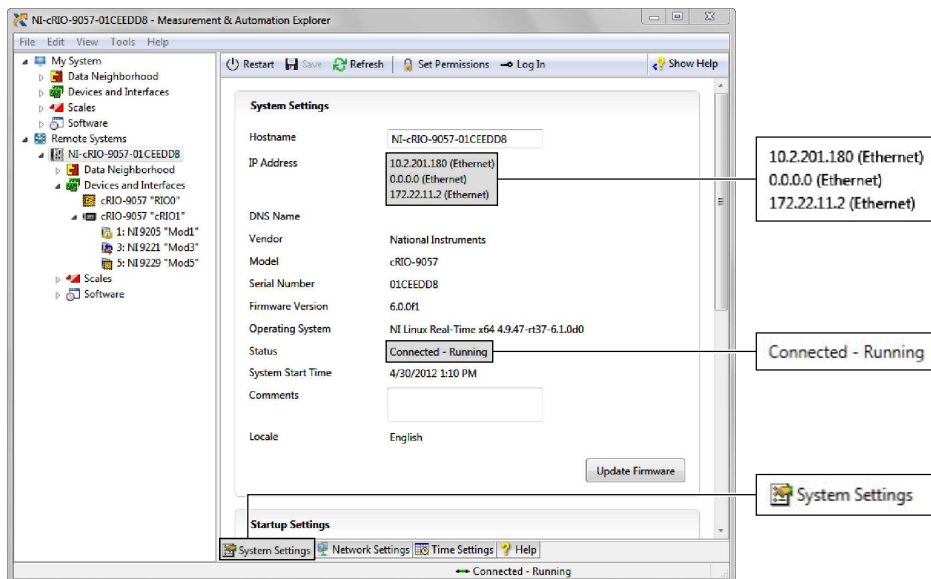 NI-cRIO-9057-01CEEDD8 - Measurement & Automation Explorer
File Edit View Tools Help
My System
Data Neighborhood
Devices and Interfaces
Scales
Software
Remote Systems
NI-cRIO-9057-01CEEDD8
Data Neighborhood
Devices and Interfaces
cRIO-9057 "RIO0"
cRIO-9057 "cRIO1"
1: NI 9205 "Mod1"
3: NI 9221 "Mod3"
5: NI 9229 "Mod5"
Scales
Software
Restart Save Refresh Set Permissions Log In Show Help
System Settings
Hostname NI-cRIO-9057-01CEEDD8
IP Address 10.2.201.180 (Ethernet)
0.0.0.0 (Ethernet)
172.22.11.2 (Ethernet)
DNS Name
Vendor National Instruments
Model cRIO-9057
Serial Number 01CEEDD8
Firmware Version 6.0.0f1
Operating System NI Linux Real-Time x64 4.9.47-rt37-6.1.0d0
Status Connected - Running
System Start Time 4/30/2012 1:10 PM
Comments
Locale English
Update Firmware
Startup Settings
System Settings Network Settings Time Settings Help
Connected - Running
10.2.201.180 (Ethernet)
0.0.0.0 (Ethernet)
172.22.11.2 (Ethernet)
Connected - Running
System Settings